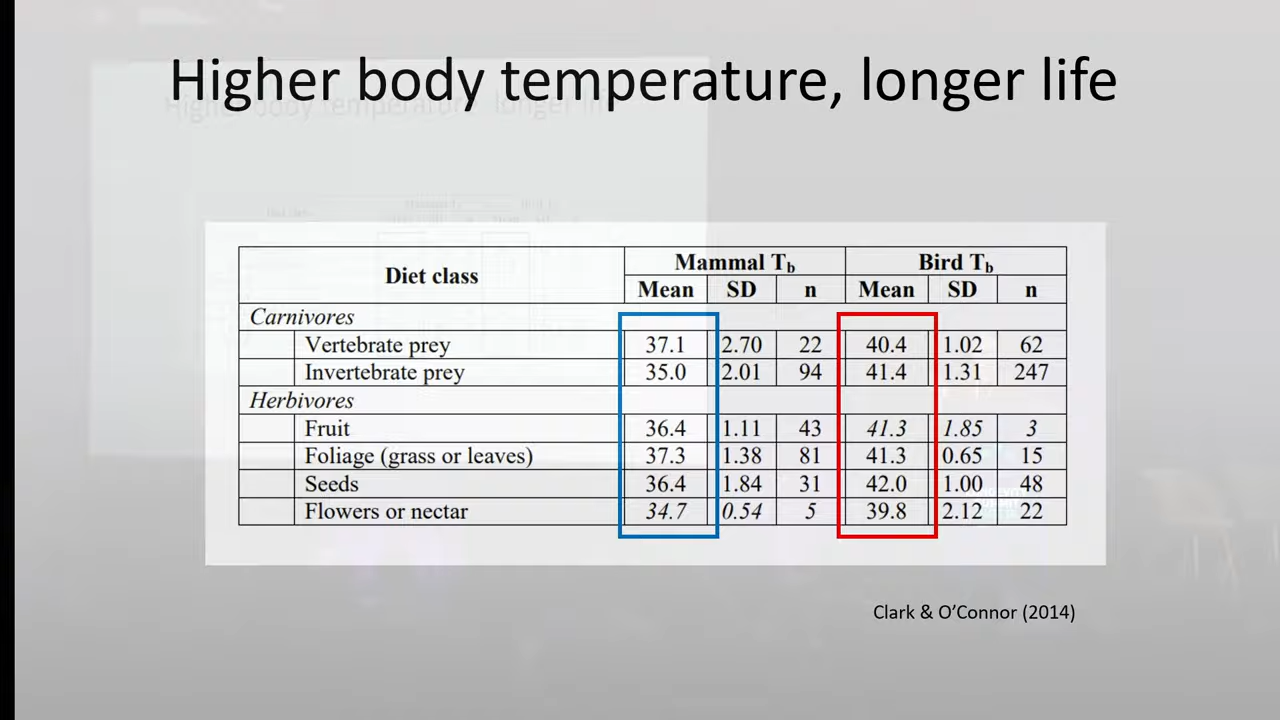 Higher body temperature, longer life
Diet class Mammal Tb Bird Tb
Mean SD n Mean SD n
Carnivores
Vertebrate prey 37.1 2.70 22 40.4 1.02 62
Invertebrate prey 35.0 2.01 94 41.4 1.31 247
Herbivores
Fruit 36.4 1.11 43 41.3 1.85 3
Foliage (grass or leaves) 37.3 1.38 81 41.3 0.65 15
Seeds 36.4 1.84 31 42.0 1.00 48
Flowers or nectar 34.7 0.54 5 39.8 2.12 22
Clark & O’Connor (2014)